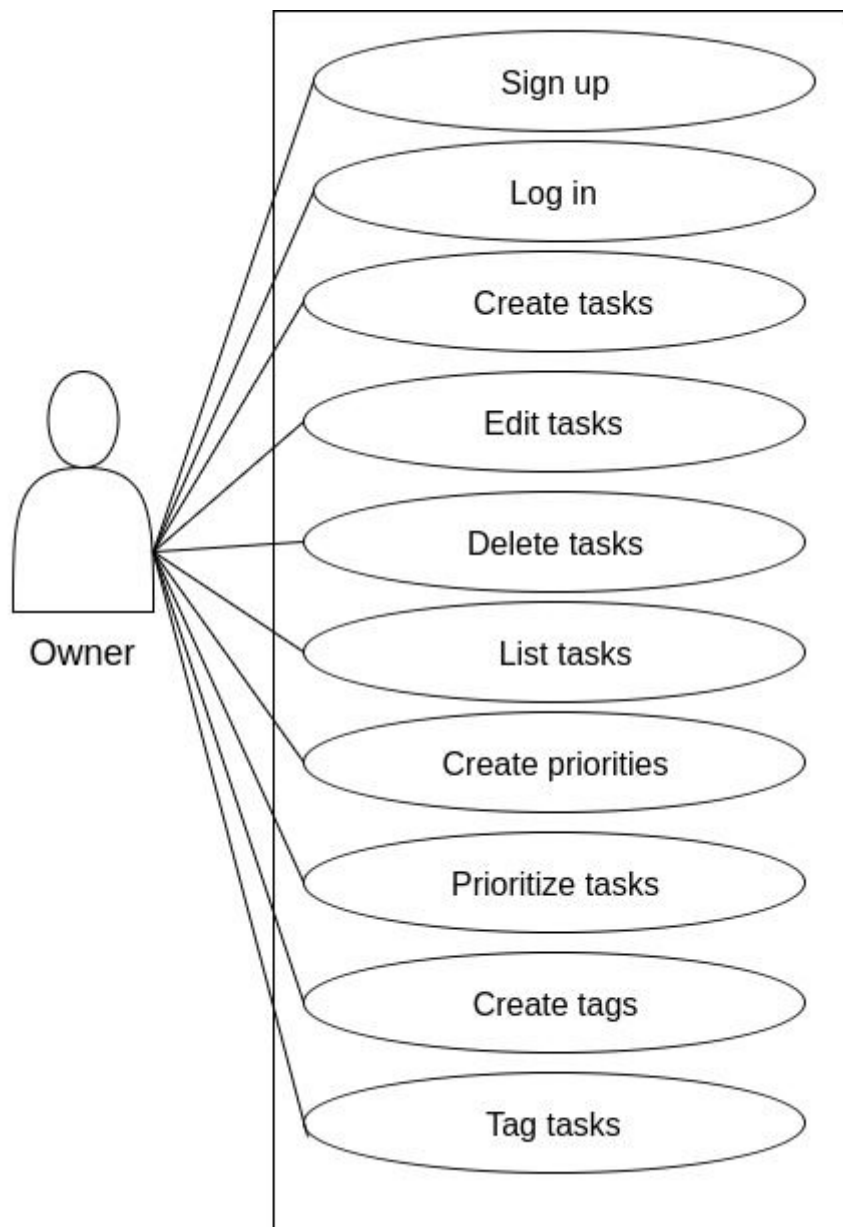 Sign up
Log in
Create tasks
Edit tasks
Delete tasks
Owner
List tasks
Create priorities
Prioritize tasks
Create tags
Tag tasks